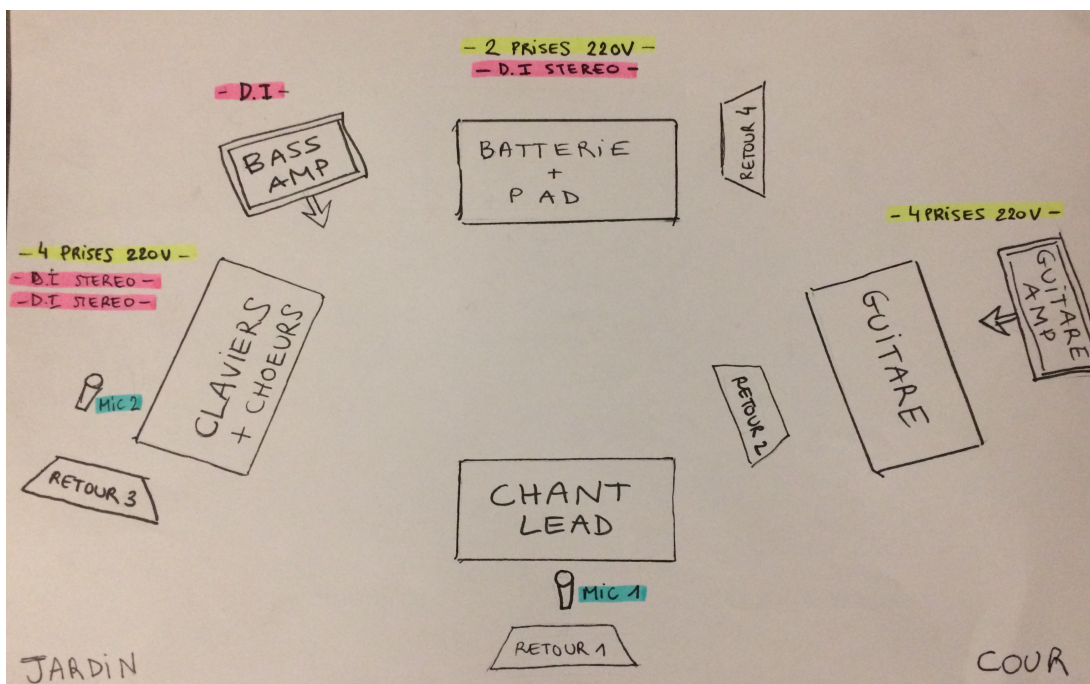 - 2 PRISES 220V -
- D.I STEREO -
- D.I -
BASS
AMP
BATTERIE
+
PAD
RETOUR 4
- 4 PRISES 220V -
GUITARE
AMP
- 4 PRISES 220V -
- D.I STEREO -
- D.I STEREO -
CLAVIERS
+ CHOEURS
GUITARE
MIC 2
RETOUR 2
RETOUR 3
CHANT
LEAD
MIC 1
RETOUR 1
JARDIN
COUR